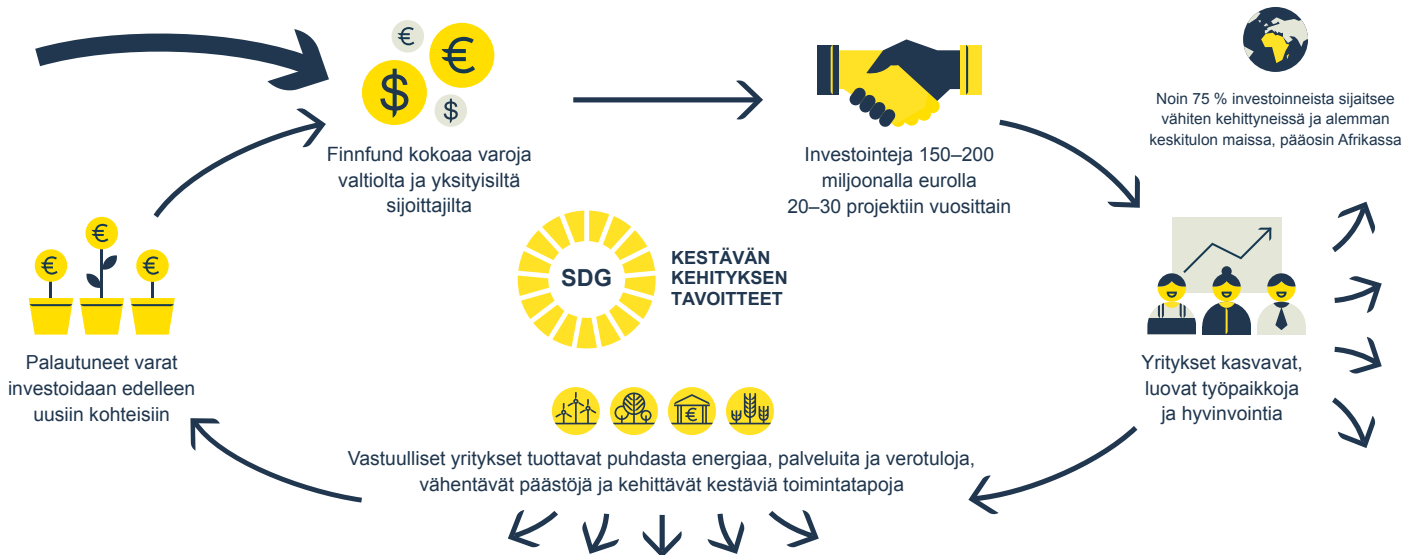 €
€
$
$
Finnfund kokoaa varoja
valtiolta ja yksityisiltä
sijoittajilta
Investointeja 150–200
miljoonalla eurolla
20–30 projektiin vuosittain
Noin 75 % investoinneista sijaitsee
vähiten kehittyneissä ja alemman
keskitulon maissa, pääosin Afrikassa
SDG
KESTÄVÄN
KEHITYKSEN
TAVOITTEET
€
€
€
Palautuneet varat
investoidaan edelleen
uusiin kohteisiin
Yritykset kasvavat,
luovat työpaikkoja
ja hyvinvointia
€
Vastuulliset yritykset tuottavat puhdasta energiaa, palveluita ja verotuloja,
vähentävät päästöjä ja kehittävät kestäviä toimintatapoja